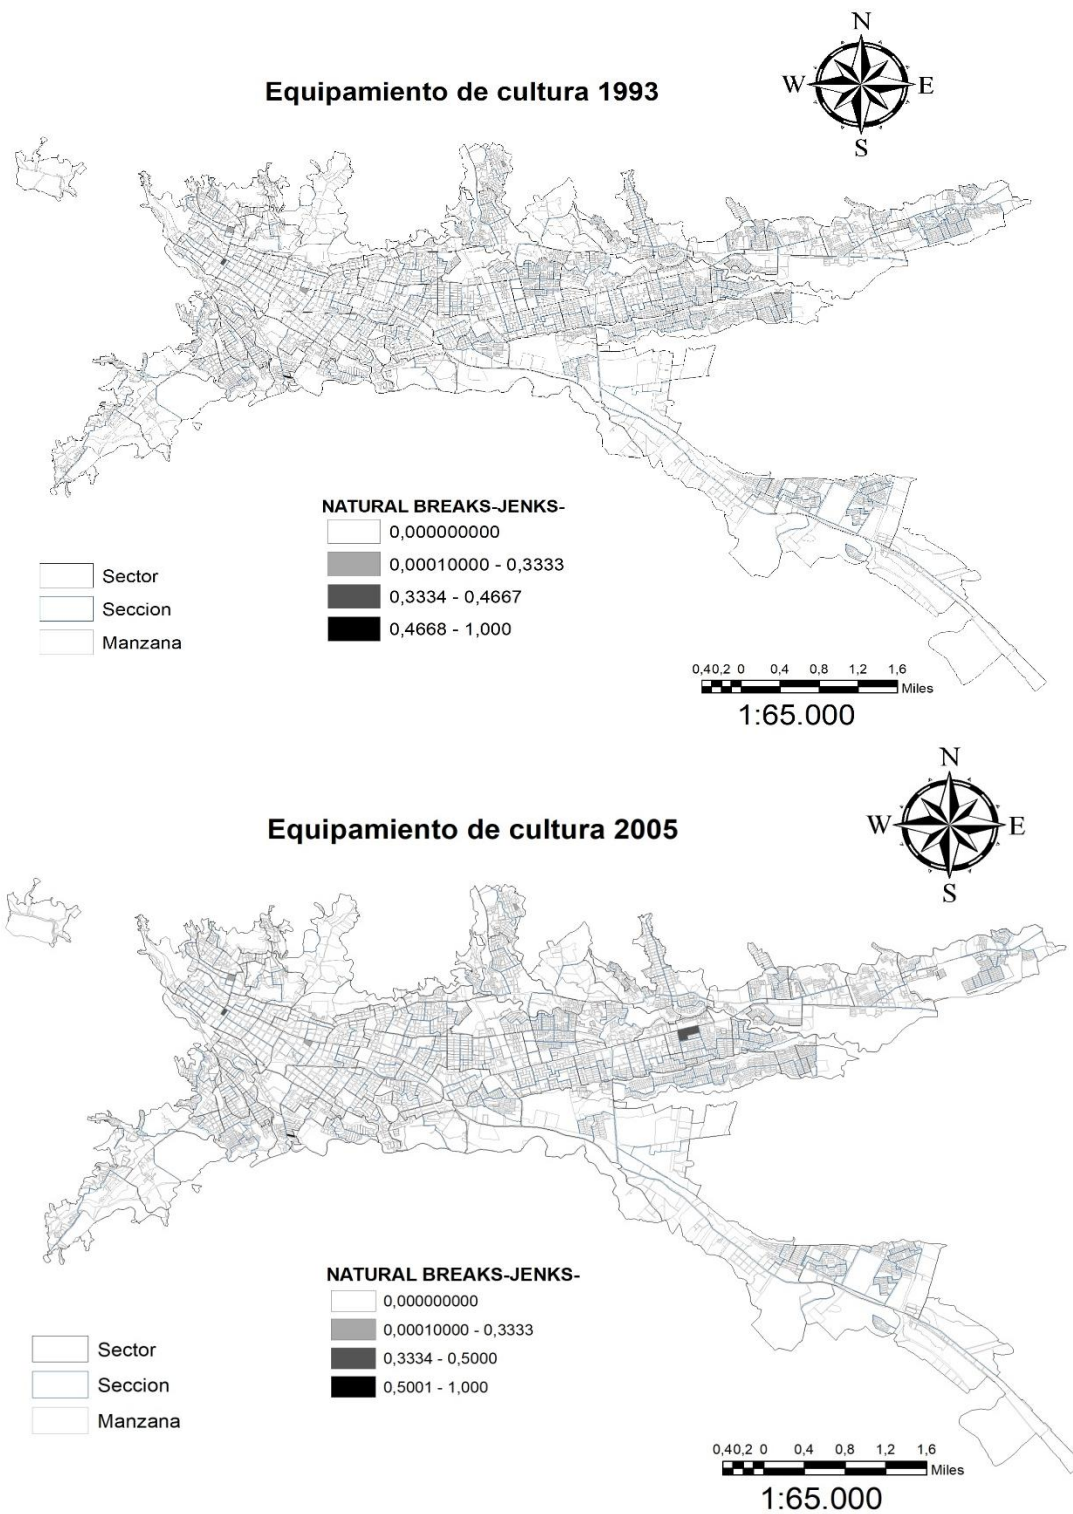 N
Equipamiento de cultura 1993
W E
S
NATURAL BREAKS-JENKS-
0,000000000
0,00010000 - 0,3333
0,3334 - 0,4667
0,4668 - 1,000
Sector
Seccion
Manzana
0,40,2 0 0,4 0,8 1,2 1,6
Miles
1:65.000
N
Equipamiento de cultura 2005
W E
S
NATURAL BREAKS-JENKS-
0,000000000
0,00010000 - 0,3333
0,3334 - 0,5000
0,5001 - 1,000
Sector
Seccion
Manzana
0,40,2 0 0,4 0,8 1,2 1,6
Miles
1:65.000